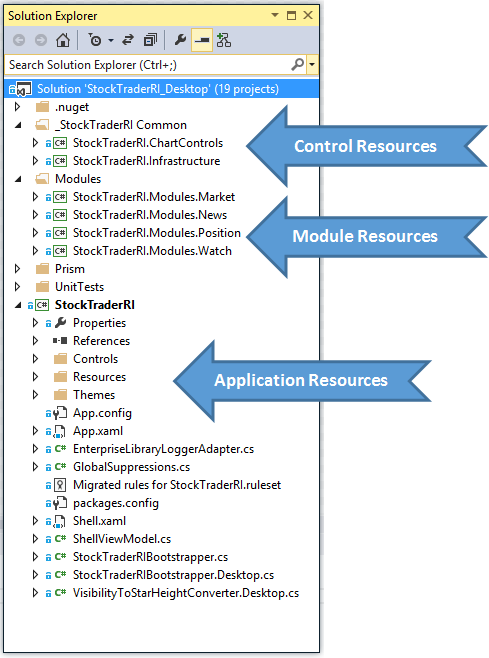 Solution Explorer
Search Solution Explorer (Ctrl+;)
Solution 'StockTraderRI_Desktop' (19 projects)
.nuget
_StockTraderRI Common
C# StockTraderRI.ChartControls
C# StockTraderRI.Infrastructure
Control Resources
Modules
C# StockTraderRI.Modules.Market
C# StockTraderRI.Modules.News
C# StockTraderRI.Modules.Position
C# StockTraderRI.Modules.Watch
Module Resources
Prism
UnitTests
C# StockTraderRI
Properties
References
Controls
Resources
Themes
Application Resources
App.config
App.xaml
C# EnterpriseLibraryLoggerAdapter.cs
C# GlobalSuppressions.cs
Migrated rules for StockTraderRI.ruleset
packages.config
Shell.xaml
C# ShellViewModel.cs
C# StockTraderRIBootstrapper.cs
C# StockTraderRIBootstrapper.Desktop.cs
C# VisibilityToStarHeightConverter.Desktop.cs